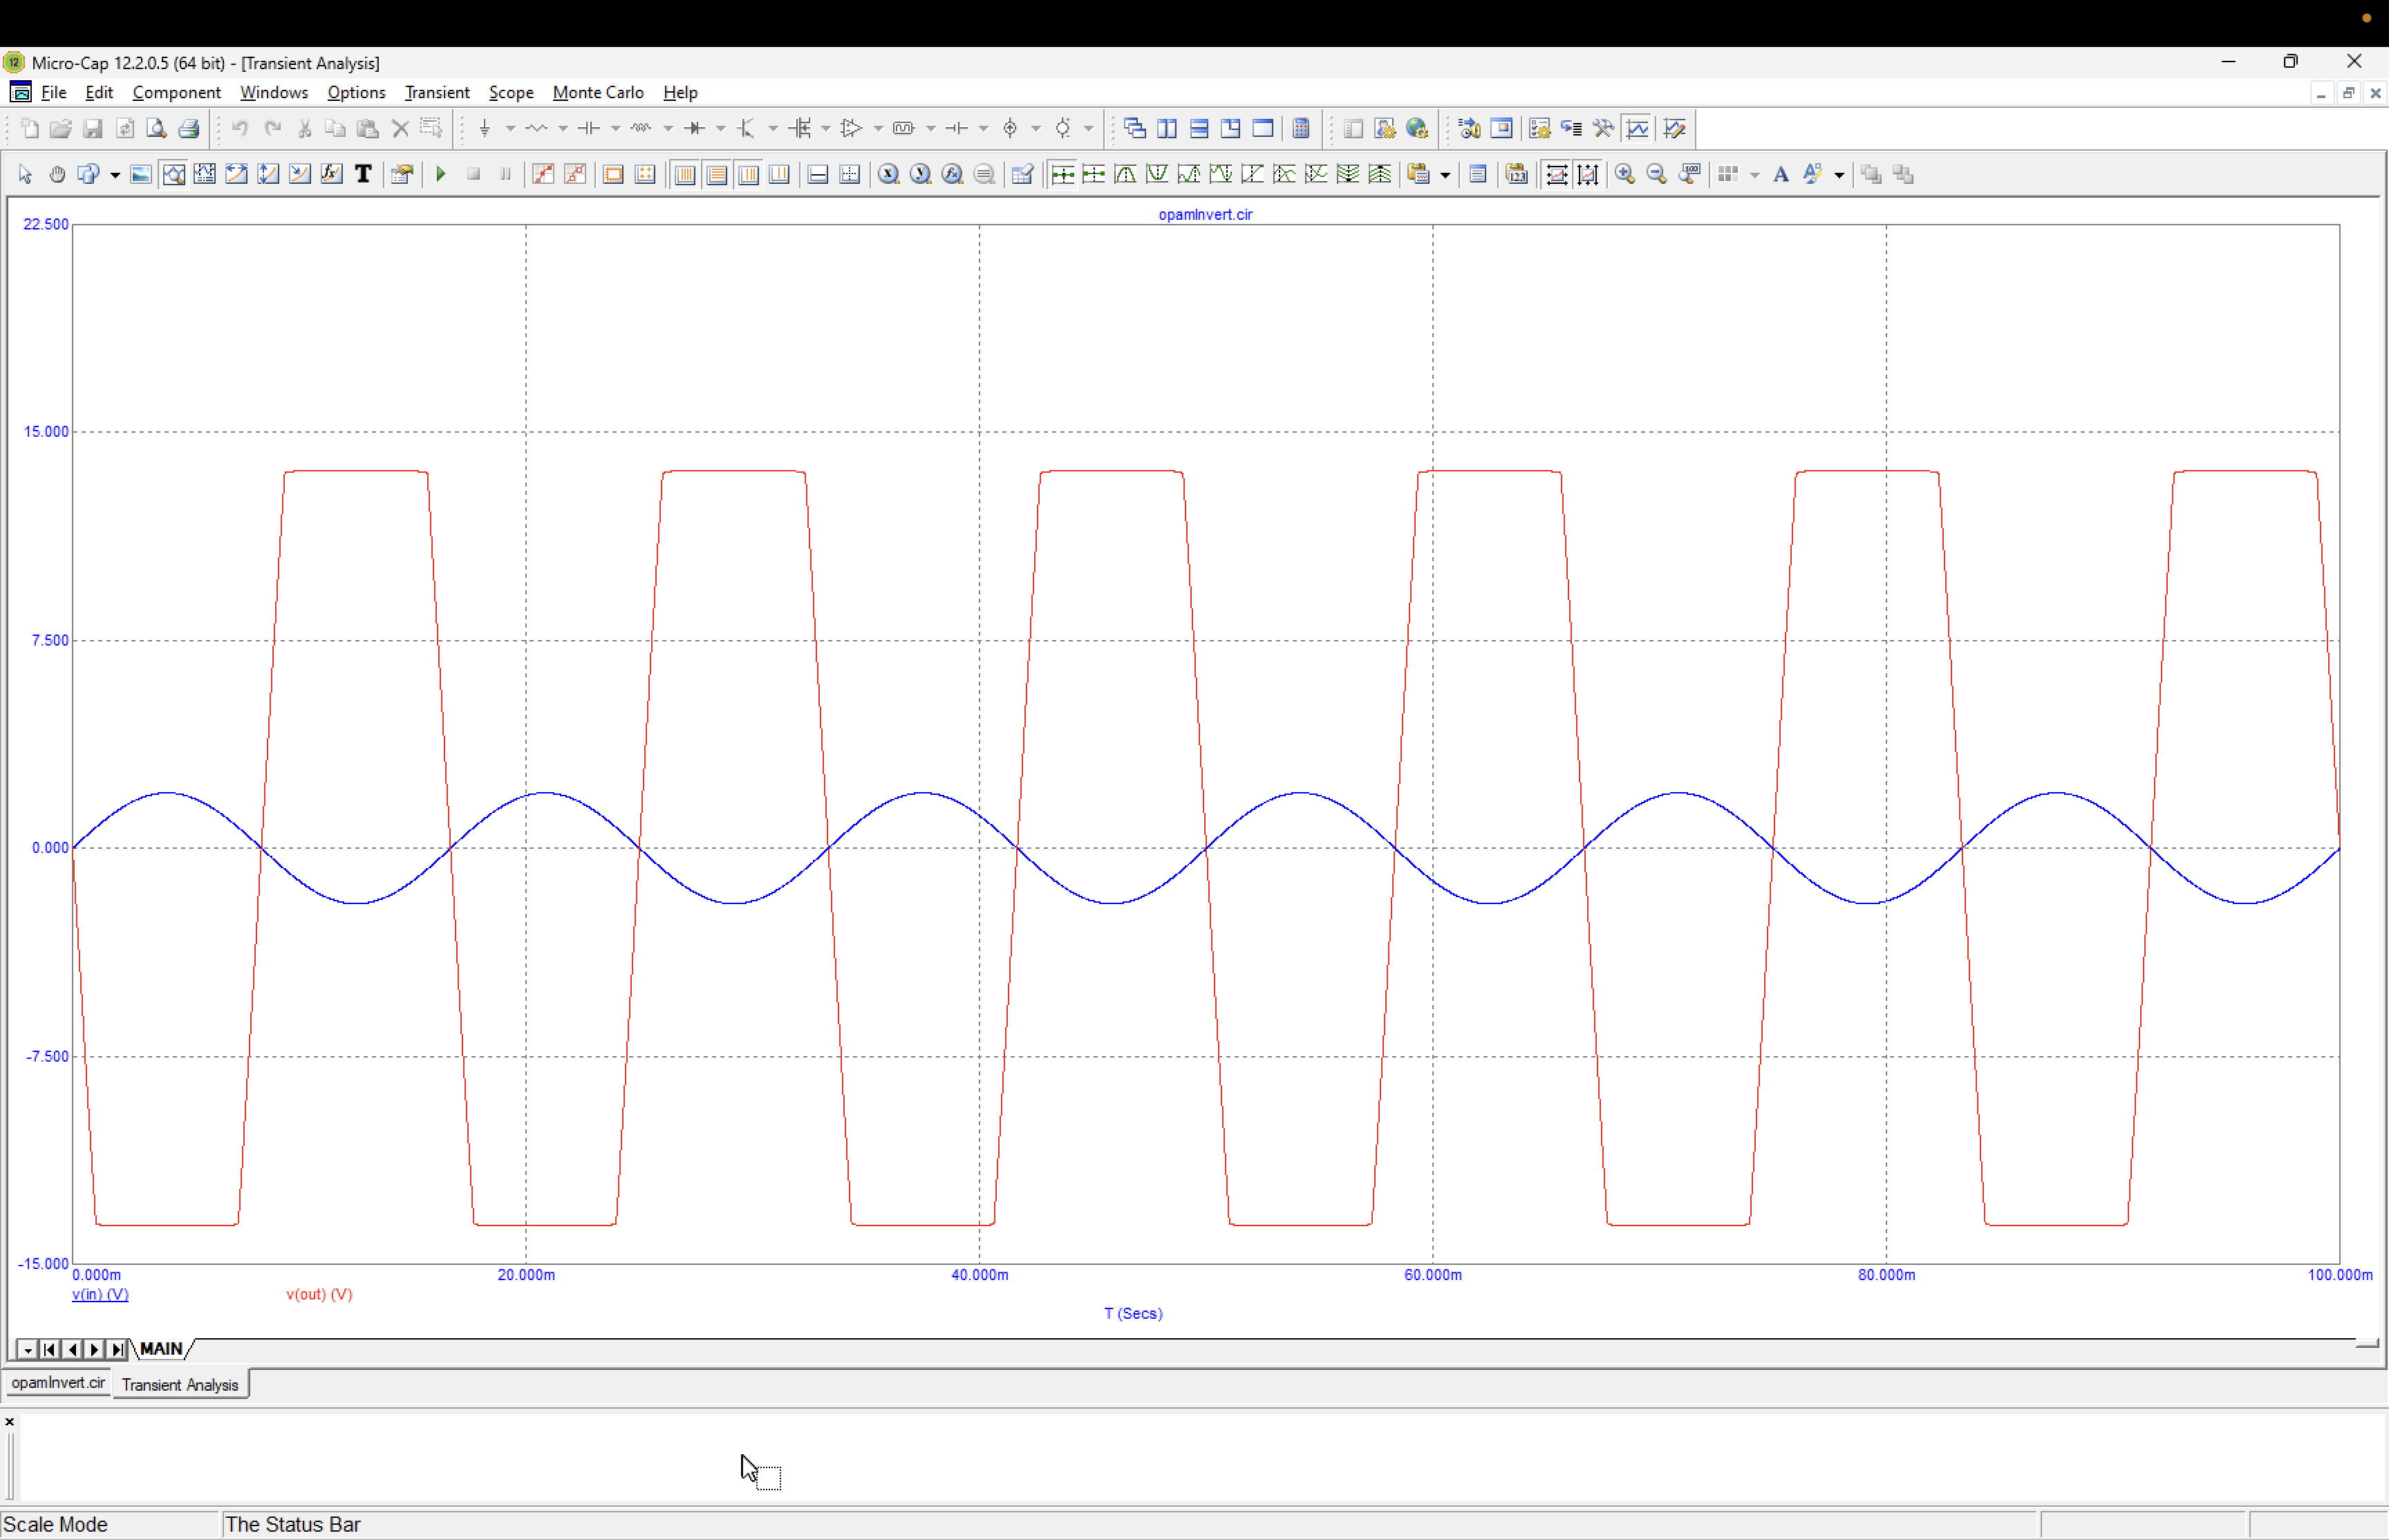 12 Micro-Cap 12.2.0.5 (64 bit) - [Transient Analysis]
File Edit Component Windows Options Transient Scope Monte Carlo Help
opamInvert.cir
22.500
15.000
7.500
0.000
-7.500
-15.000
0.000m 20.000m 40.000m 60.000m 80.000m 100.000m
v(in) (V) v(out) (V)
T (Secs)
MAIN
opamInvert.cir Transient Analysis
Scale Mode The Status Bar